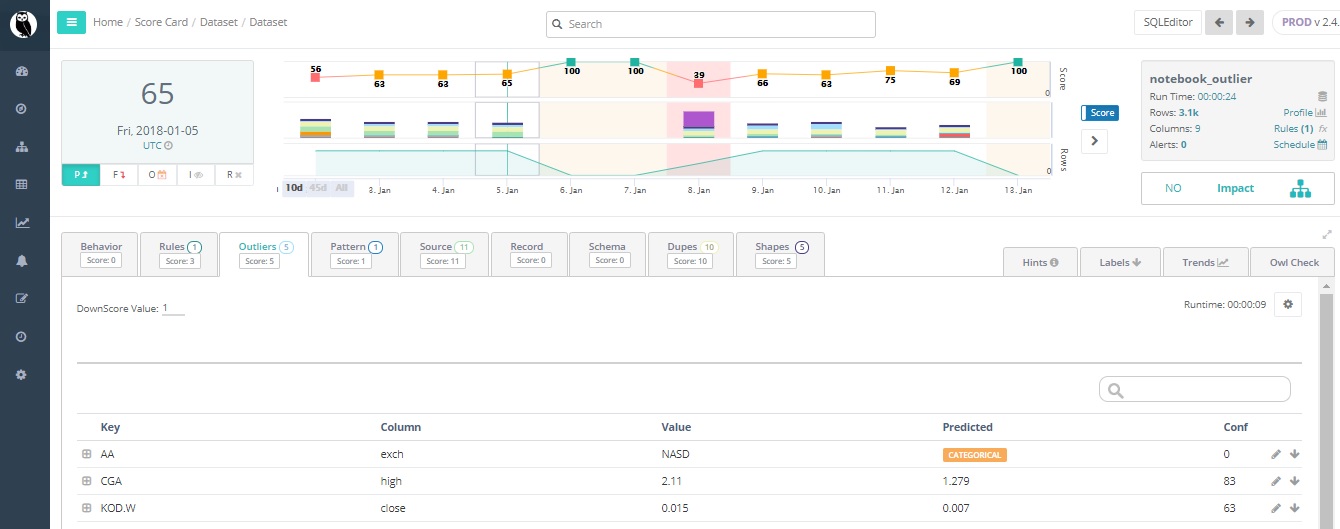 Home / Score Card / Dataset / Dataset
Search
SQLEditor
PROD v 2.4.
65
Fri, 2018-01-05
UTC
P F O I R
56 63 63 65 100 100 39 66 63 75 69 100
Score
0
Rows
0
10d 45d All
3. Jan 4. Jan 5. Jan 6. Jan 7. Jan 8. Jan 9. Jan 10. Jan 11. Jan 12. Jan 13. Jan
Score
notebook_outlier
Run Time: 00:00:24
Rows: 3.1k Profile
Columns: 9 Rules (1) fx
Alerts: 0 Schedule
NO Impact
Behavior Rules 1 Outliers 5 Pattern 1 Source 11 Record Schema Dupes 10 Shapes 5
Score: 0 Score: 3 Score: 5 Score: 1 Score: 11 Score: 0 Score: 0 Score: 10 Score: 5
Hints Labels Trends Owl Check
DownScore Value: 1
Runtime: 00:00:09
Key Column Value Predicted Conf
AA exch NASD CATEGORICAL 0
CGA high 2.11 1.279 83
KOD.W close 0.015 0.007 63